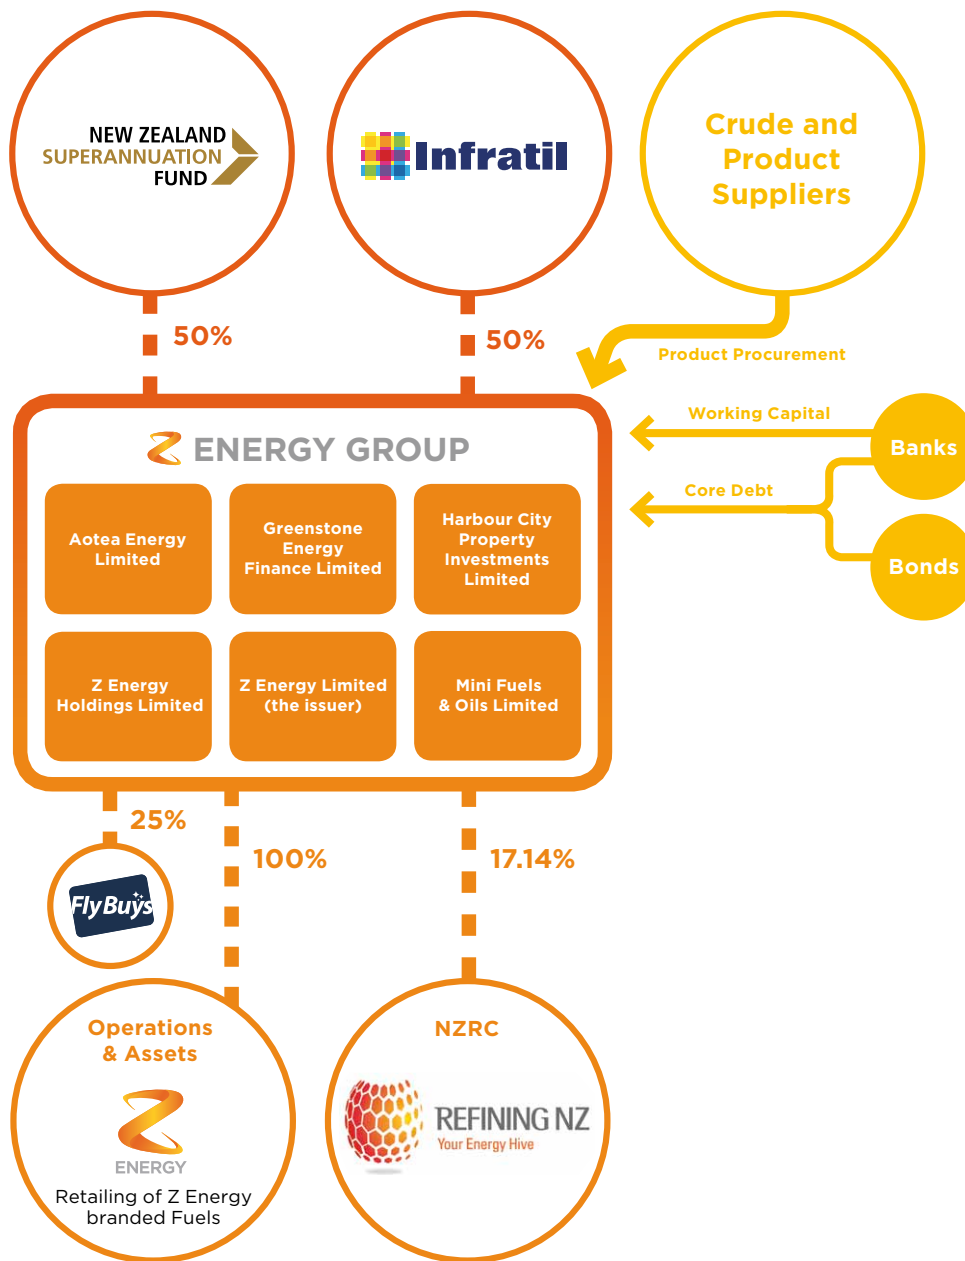 NEW ZEALAND
SUPERANNUATION
FUND
Infratil
Crude and
Product
Suppliers
50%
50%
Product Procurement
Working Capital
Banks
Core Debt
Bonds
Z ENERGY GROUP
Aotea Energy
Limited
Greenstone
Energy
Finance Limited
Harbour City
Property
Investments
Limited
Z Energy
Holdings Limited
Z Energy Limited
(the issuer)
Mini Fuels
& Oils Limited
25%
100%
17.14%
FlyBuys
Operations
& Assets
Z
ENERGY
Retailing of Z Energy
branded Fuels
NZRC
REFINING NZ
Your Energy Hive